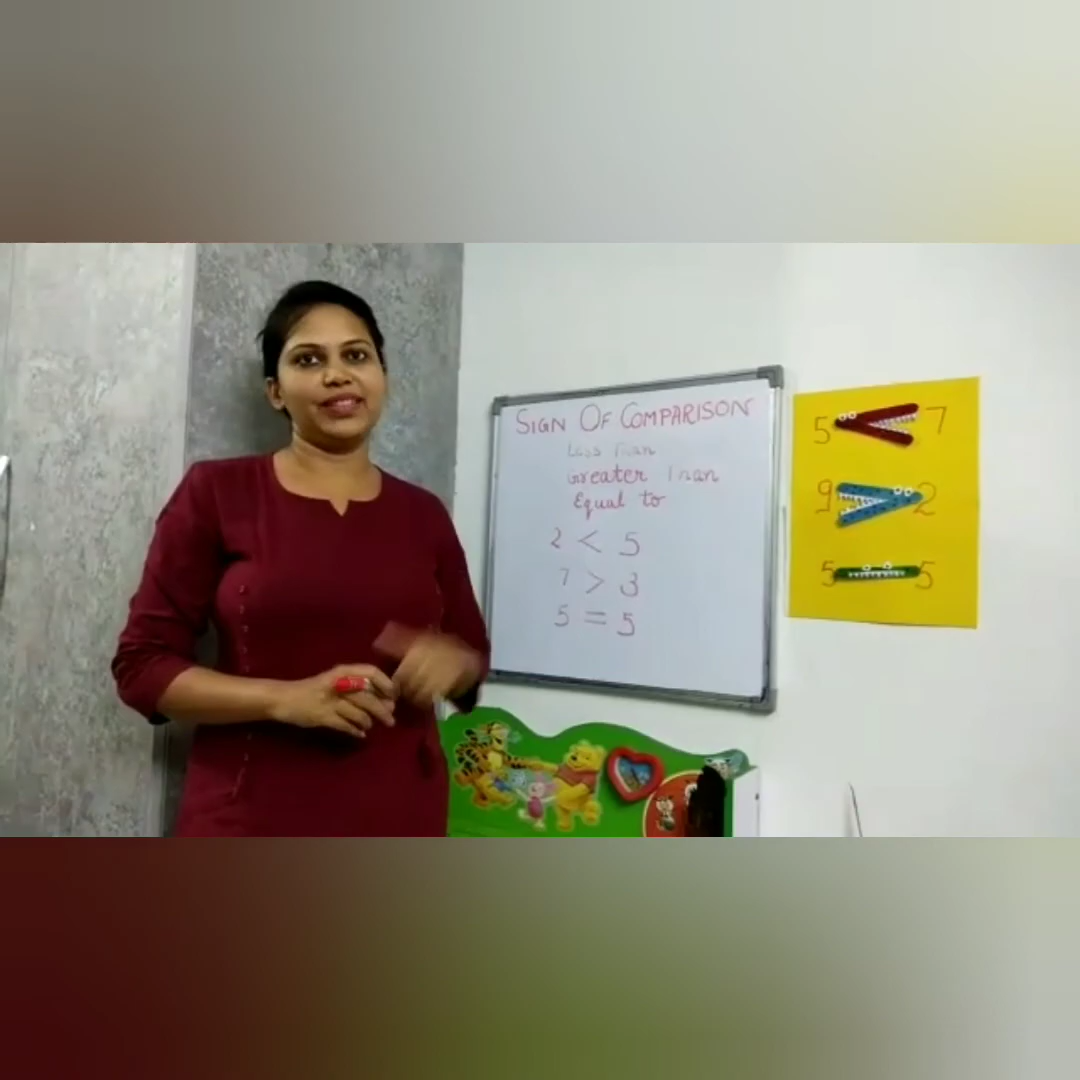 SIGN OF COMPARISON
Less Than
Greater Than
Equal to
2 < 5
7 > 3
5 = 5
5 < 7
9 > 2
5 = 5